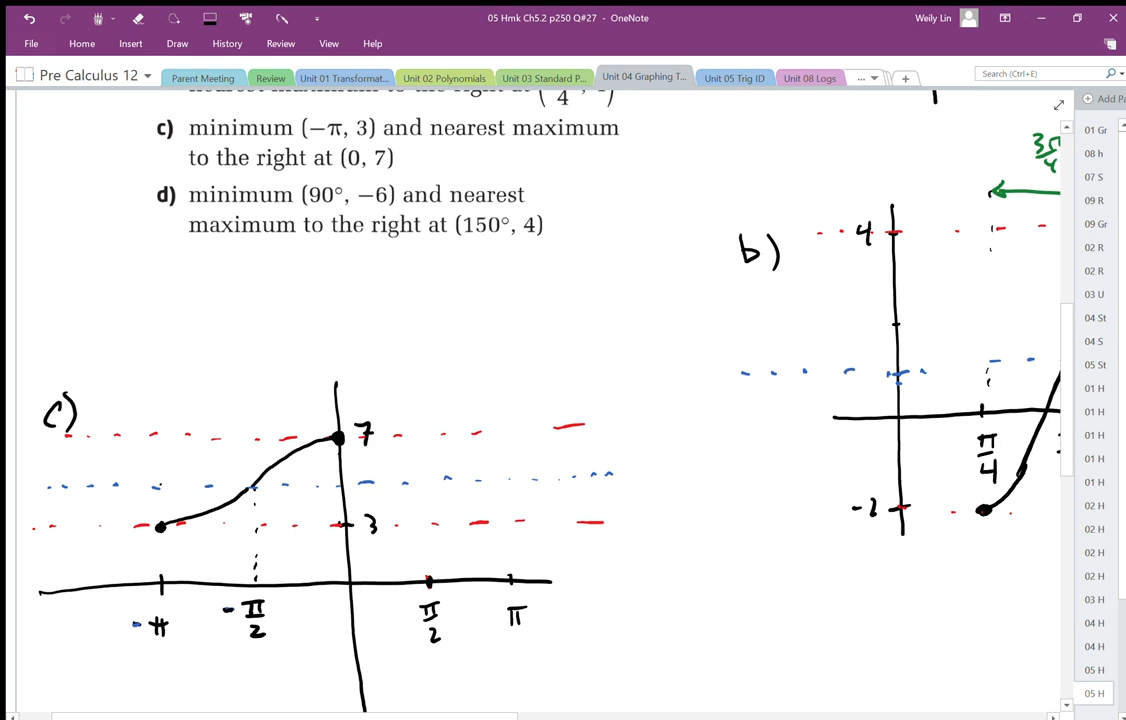 05 Hmk Ch5.2 p250 Q#27 - OneNote
Weily Lin
File Home Insert Draw History Review View Help
Pre Calculus 12
Parent Meeting Review Unit 01 Transformat... Unit 02 Polynomials Unit 03 Standard P... Unit 04 Graphing T... Unit 05 Trig ID Unit 08 Logs ... +
Search (Ctrl+E)
Add Pa
4
c) minimum (−π, 3) and nearest maximum
to the right at (0, 7)
d) minimum (90°, −6) and nearest
maximum to the right at (150°, 4)
b)
4
π/4
-2
c)
7
3
-π
-π/2
π/2
π
01 Gr
08 h
07 S
09 R
09 Gr
02 R
02 R
03 U
04 St
04 S
05 St
01 H
01 H
01 H
01 H
01 H
02 H
02 H
02 H
02 H
03 H
04 H
04 H
05 H
05 H